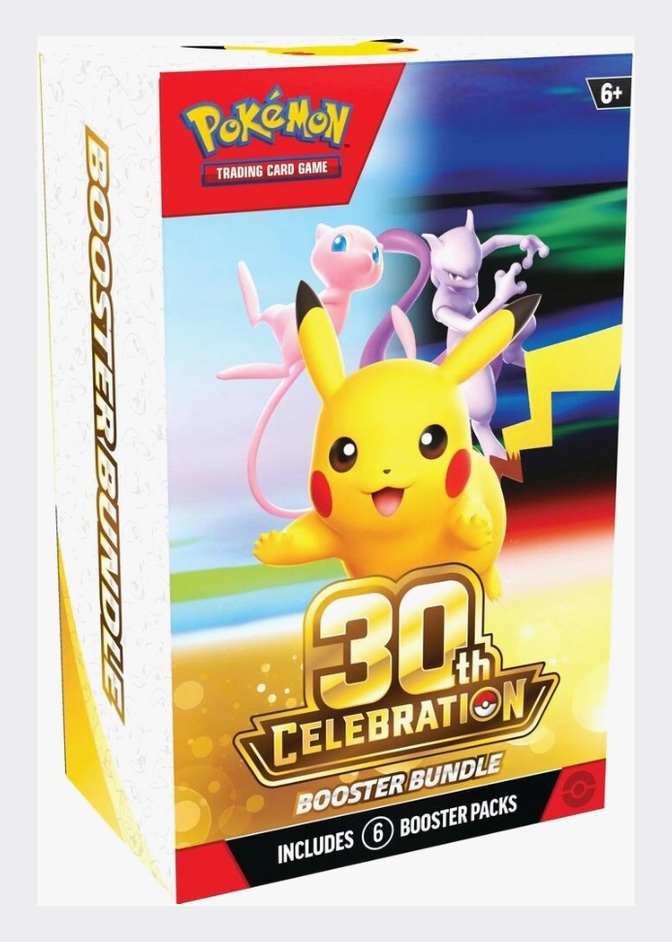 POKÉMON
TRADING CARD GAME
6+
BOOSTER BUNDLE
30th
CELEBRATION
BOOSTER BUNDLE
INCLUDES 6 BOOSTER PACKS